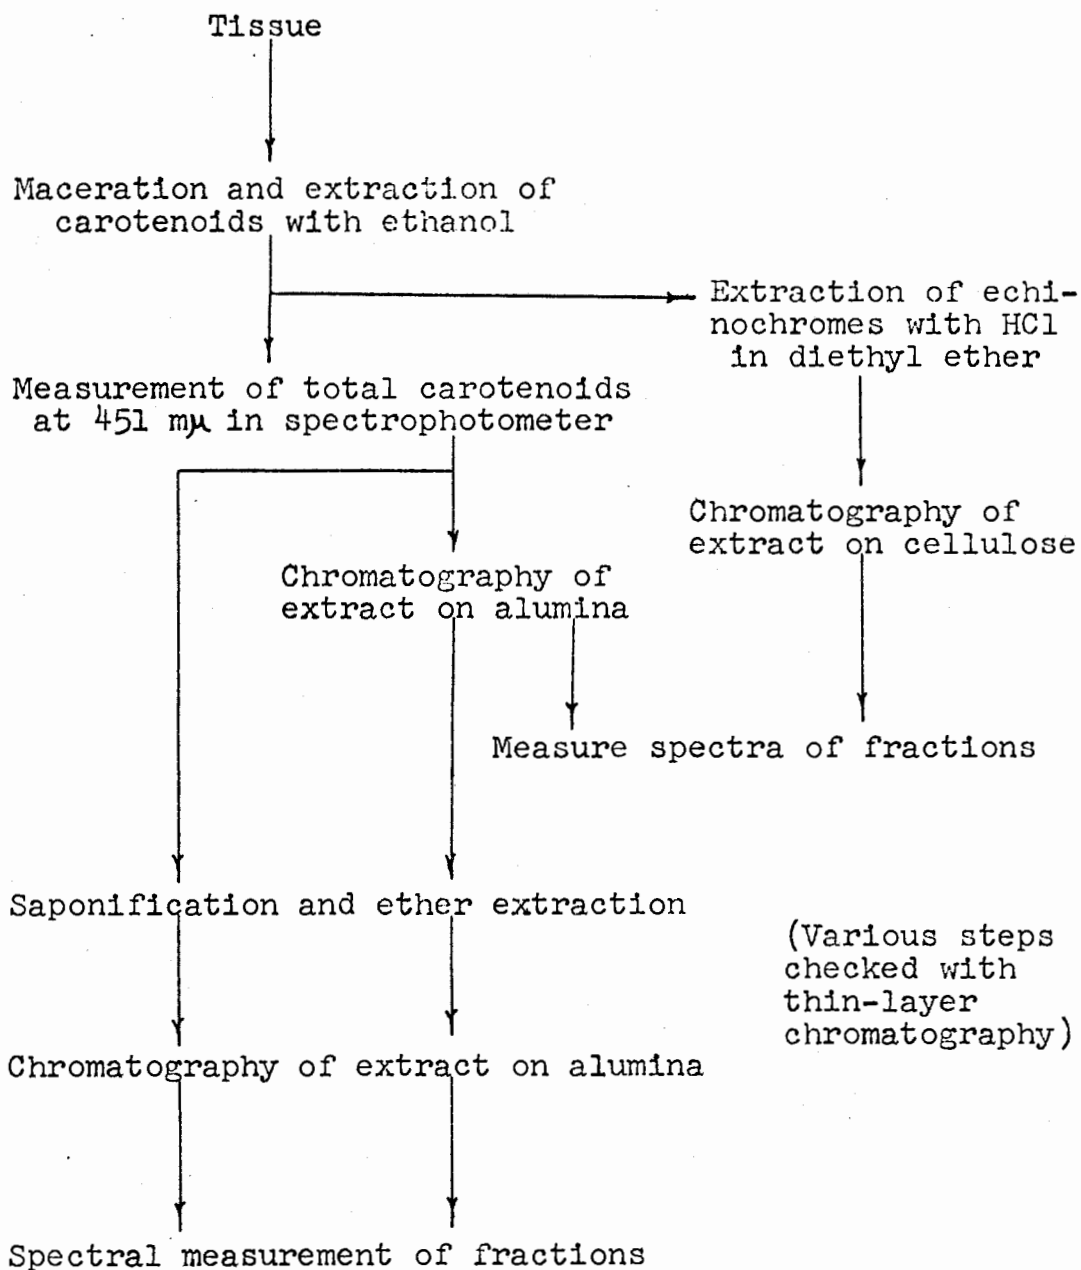 Tissue
Maceration and extraction of
carotenoids with ethanol
Extraction of echi-
nochromes with HCl
in diethyl ether
Measurement of total carotenoids
at 451 mμ in spectrophotometer
Chromatography of
extract on cellulose
Chromatography of
extract on alumina
Measure spectra of fractions
Saponification and ether extraction
(Various steps
checked with
thin-layer
chromatography)
Chromatography of extract on alumina
Spectral measurement of fractions